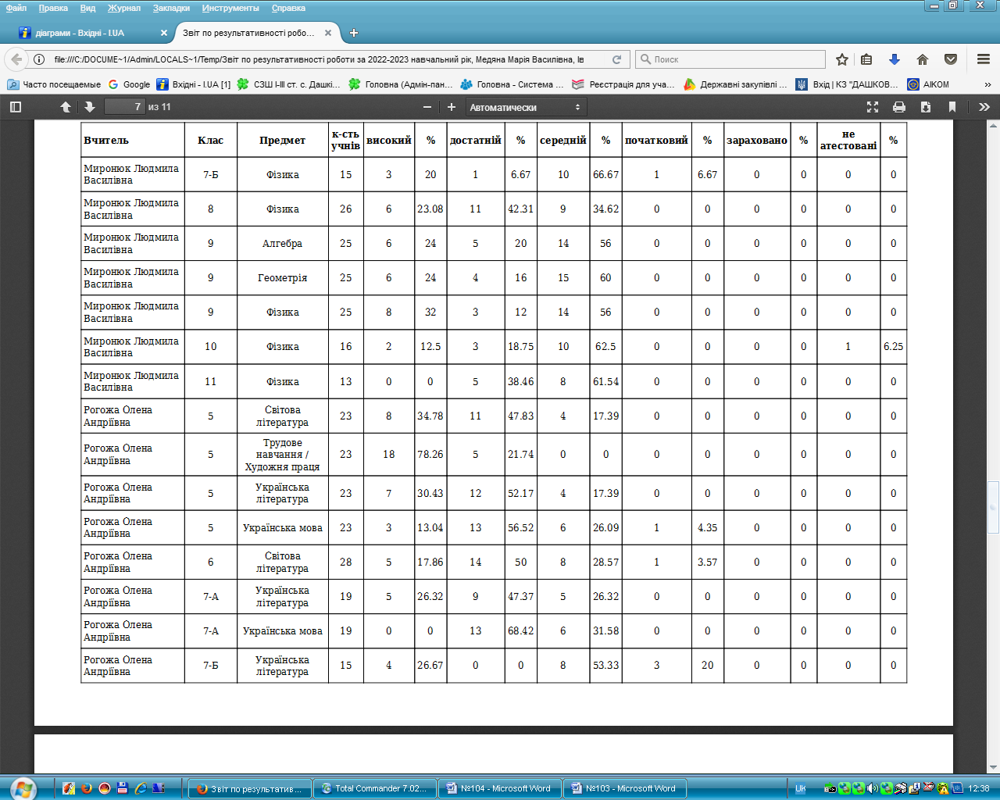 Файл Правка Вид Журнал Закладки Инструменты Справка
діаграми - Вхідні - I.UA Звіт по результативності робо...
file:///C:/DOCUME~1/Admin/LOCALS~1/Temp/Звіт по результативності роботи за 2022-2023 навчальний рік, Медяна Марія Василівна, Ів Поиск
Часто посещаемые Google Вхідні - I.UA [1] СЗШ І-ІІІ ст. с. Дашкі... Головна (Адмін-пан... Головна - Система ... Реєстрація для уча... Державні закупівлі ... Вхід | КЗ "ДАШКОВ... АІКОМ
7 из 11 Автоматически
Вчитель Клас Предмет к-сть учнів високий % достатній % середній % початковий % зараховано % не атестовані %
Миронюк Людмила Василівна 7-Б Фізика 15 3 20 1 6.67 10 66.67 1 6.67 0 0 0 0
Миронюк Людмила Василівна 8 Фізика 26 6 23.08 11 42.31 9 34.62 0 0 0 0 0 0
Миронюк Людмила Василівна 9 Алгебра 25 6 24 5 20 14 56 0 0 0 0 0 0
Миронюк Людмила Василівна 9 Геометрія 25 6 24 4 16 15 60 0 0 0 0 0 0
Миронюк Людмила Василівна 9 Фізика 25 8 32 3 12 14 56 0 0 0 0 0 0
Миронюк Людмила Василівна 10 Фізика 16 2 12.5 3 18.75 10 62.5 0 0 0 0 1 6.25
Миронюк Людмила Василівна 11 Фізика 13 0 0 5 38.46 8 61.54 0 0 0 0 0 0
Рогожа Олена Андріївна 5 Світова література 23 8 34.78 11 47.83 4 17.39 0 0 0 0 0 0
Рогожа Олена Андріївна 5 Трудове навчання / Художня праця 23 18 78.26 5 21.74 0 0 0 0 0 0 0 0
Рогожа Олена Андріївна 5 Українська література 23 7 30.43 12 52.17 4 17.39 0 0 0 0 0 0
Рогожа Олена Андріївна 5 Українська мова 23 3 13.04 13 56.52 6 26.09 1 4.35 0 0 0 0
Рогожа Олена Андріївна 6 Світова література 28 5 17.86 14 50 8 28.57 1 3.57 0 0 0 0
Рогожа Олена Андріївна 7-А Українська література 19 5 26.32 9 47.37 5 26.32 0 0 0 0 0 0
Рогожа Олена Андріївна 7-А Українська мова 19 0 0 13 68.42 6 31.58 0 0 0 0 0 0
Рогожа Олена Андріївна 7-Б Українська література 15 4 26.67 0 0 8 53.33 3 20 0 0 0 0
Звіт по результатив... Total Commander 7.02... №104 - Microsoft Word №103 - Microsoft Word Uk 12:38